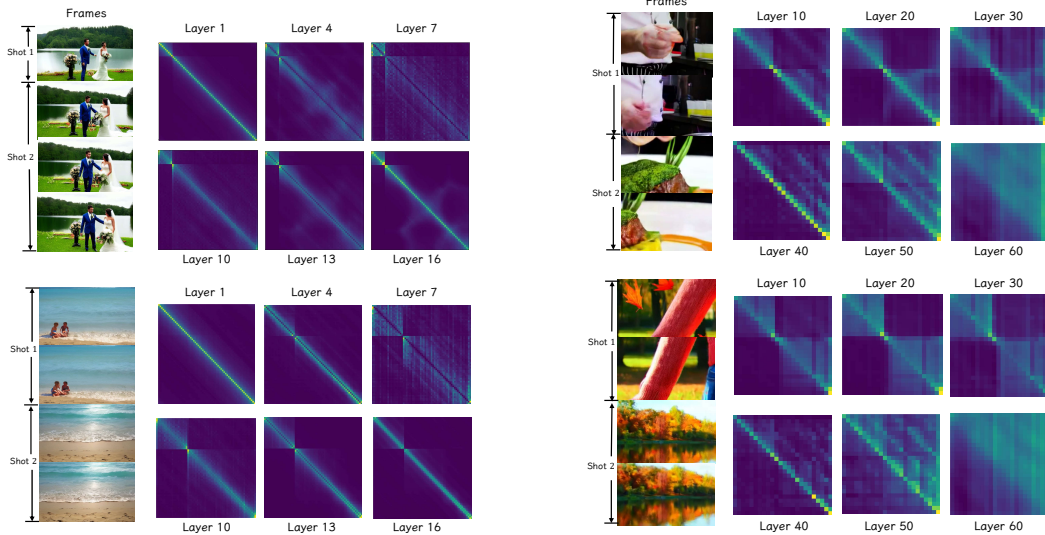 Frames
Layer 1
Layer 4
Layer 7
Shot 1
Shot 2
Layer 10
Layer 13
Layer 16
Layer 1
Layer 4
Layer 7
Shot 1
Shot 2
Layer 10
Layer 13
Layer 16
Frames
Layer 10
Layer 20
Layer 30
Shot 1
Shot 2
Layer 40
Layer 50
Layer 60
Layer 10
Layer 20
Layer 30
Shot 1
Shot 2
Layer 40
Layer 50
Layer 60